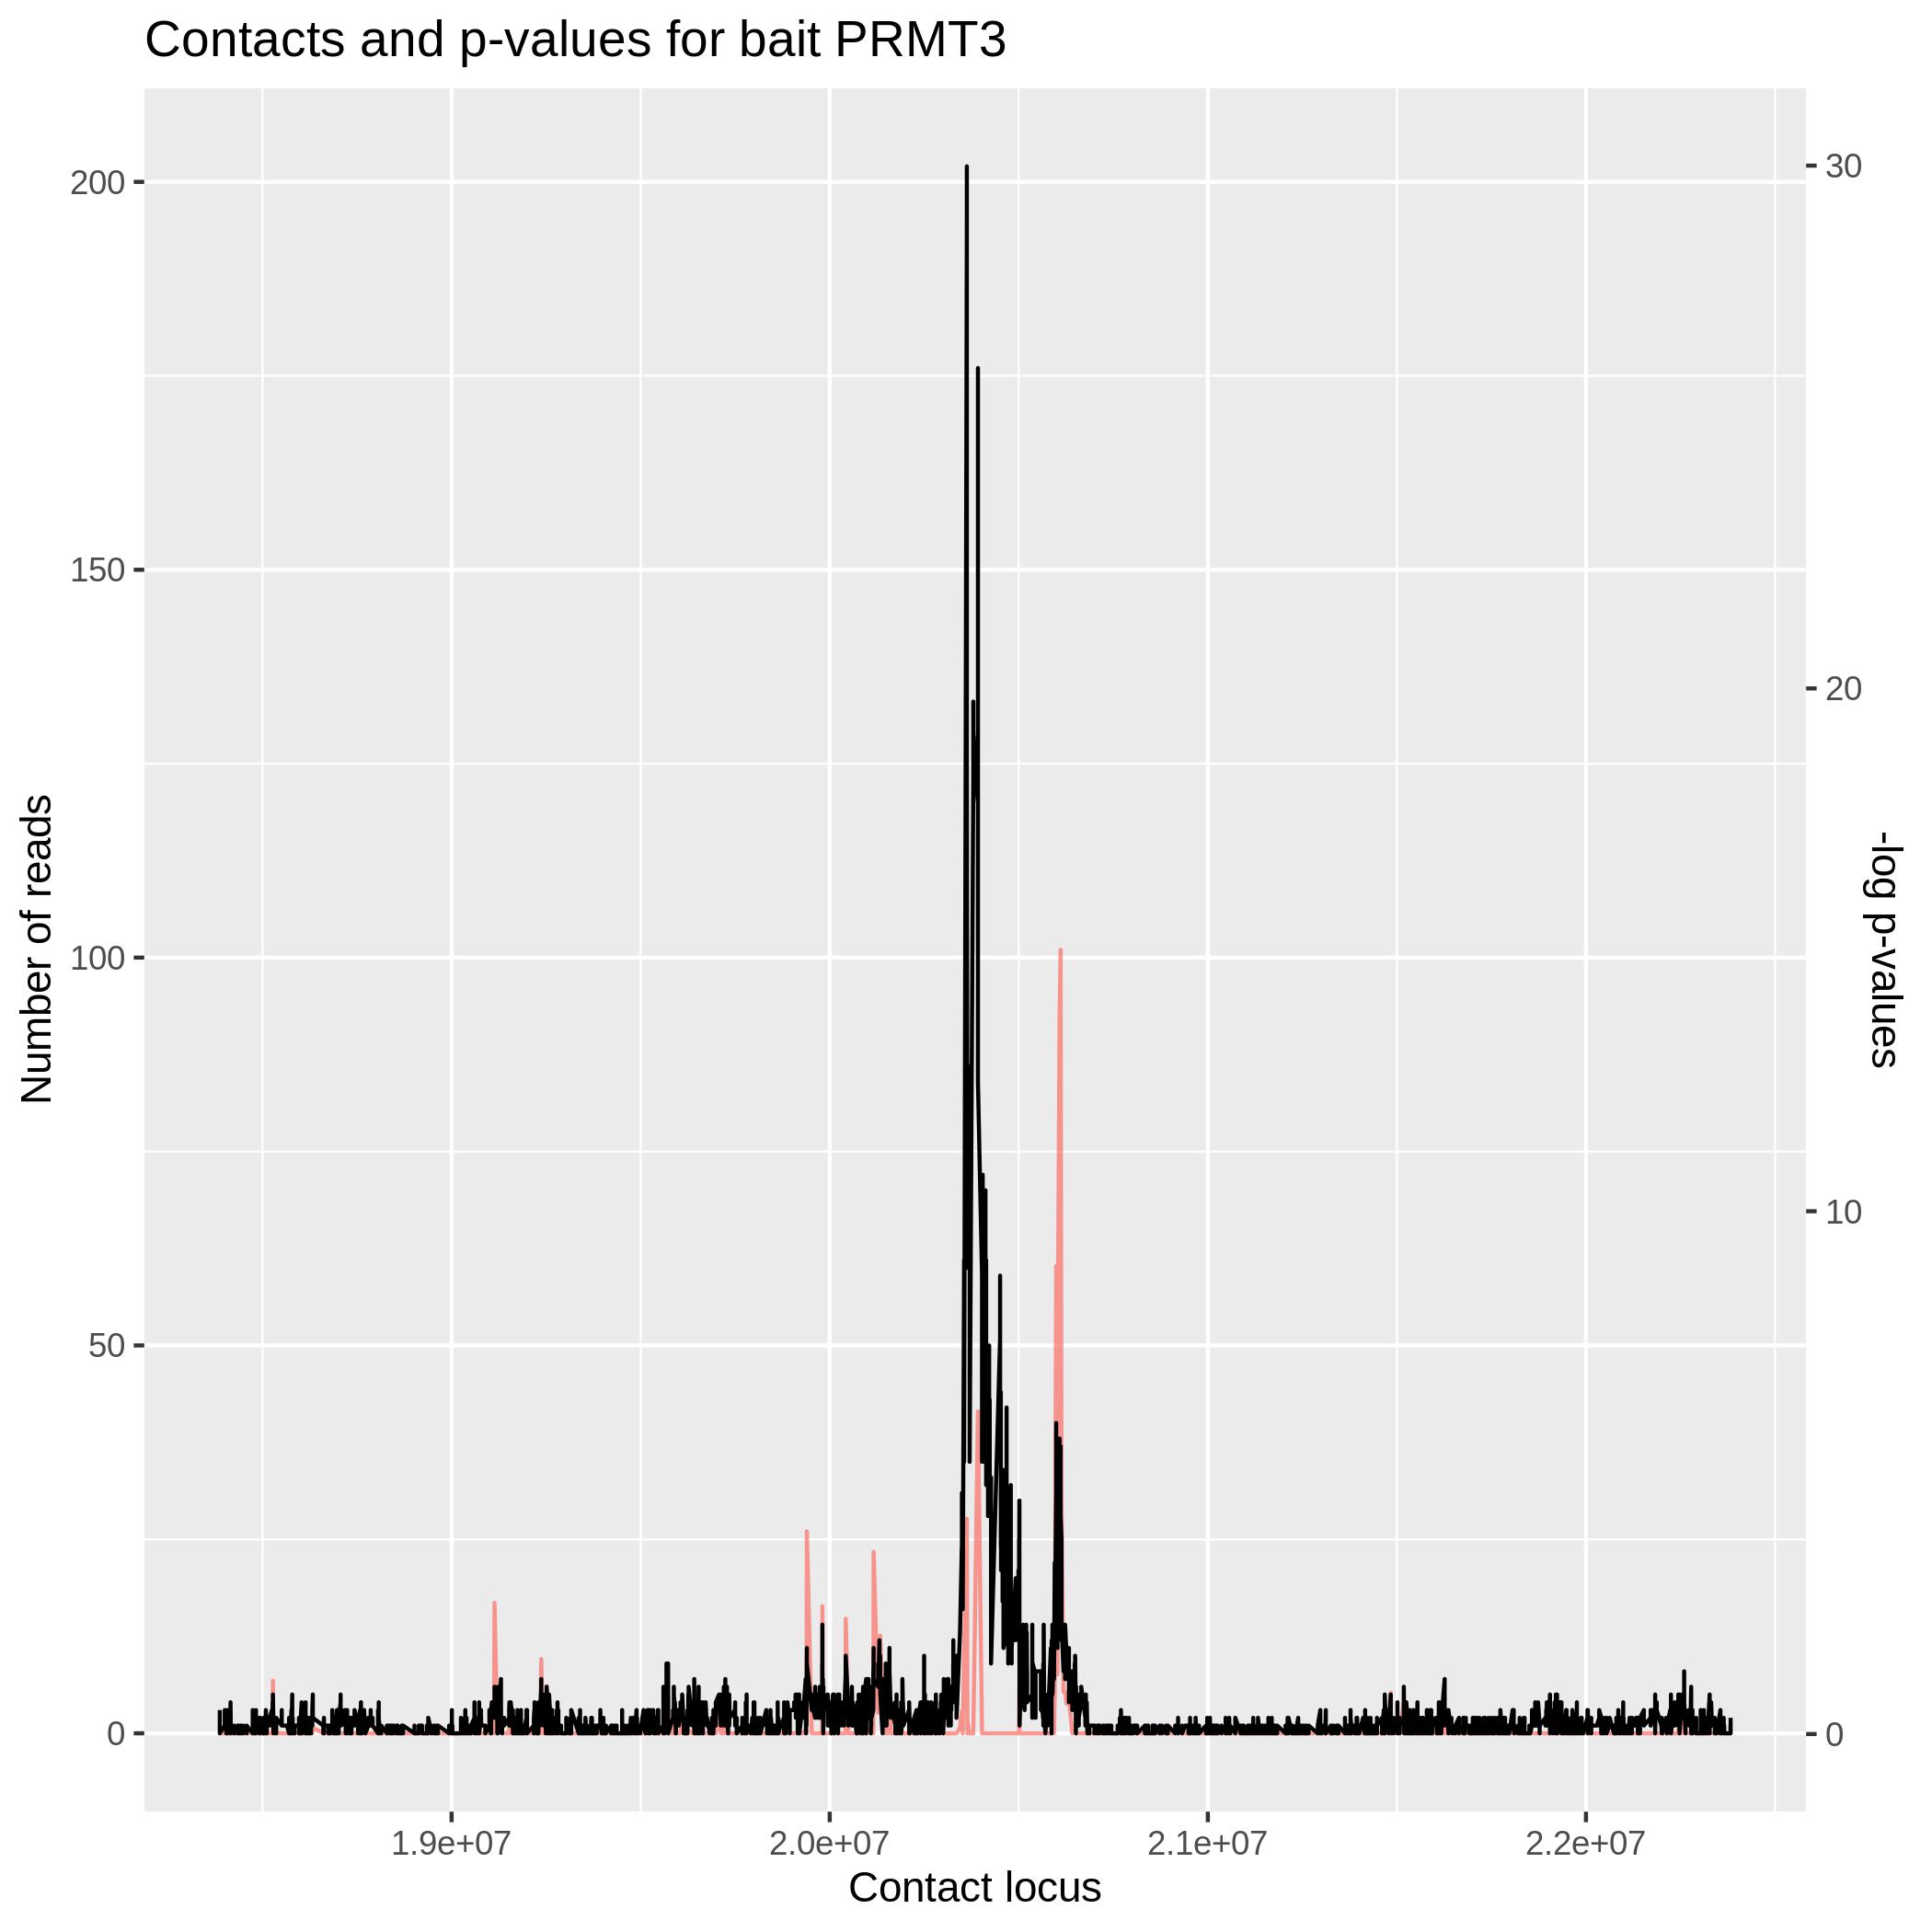 Contacts and p-values for bait PRMT3
200
150
100
50
0
Number of reads
30
20
10
0
-log p-values
1.9e+07
2.0e+07
2.1e+07
2.2e+07
Contact locus